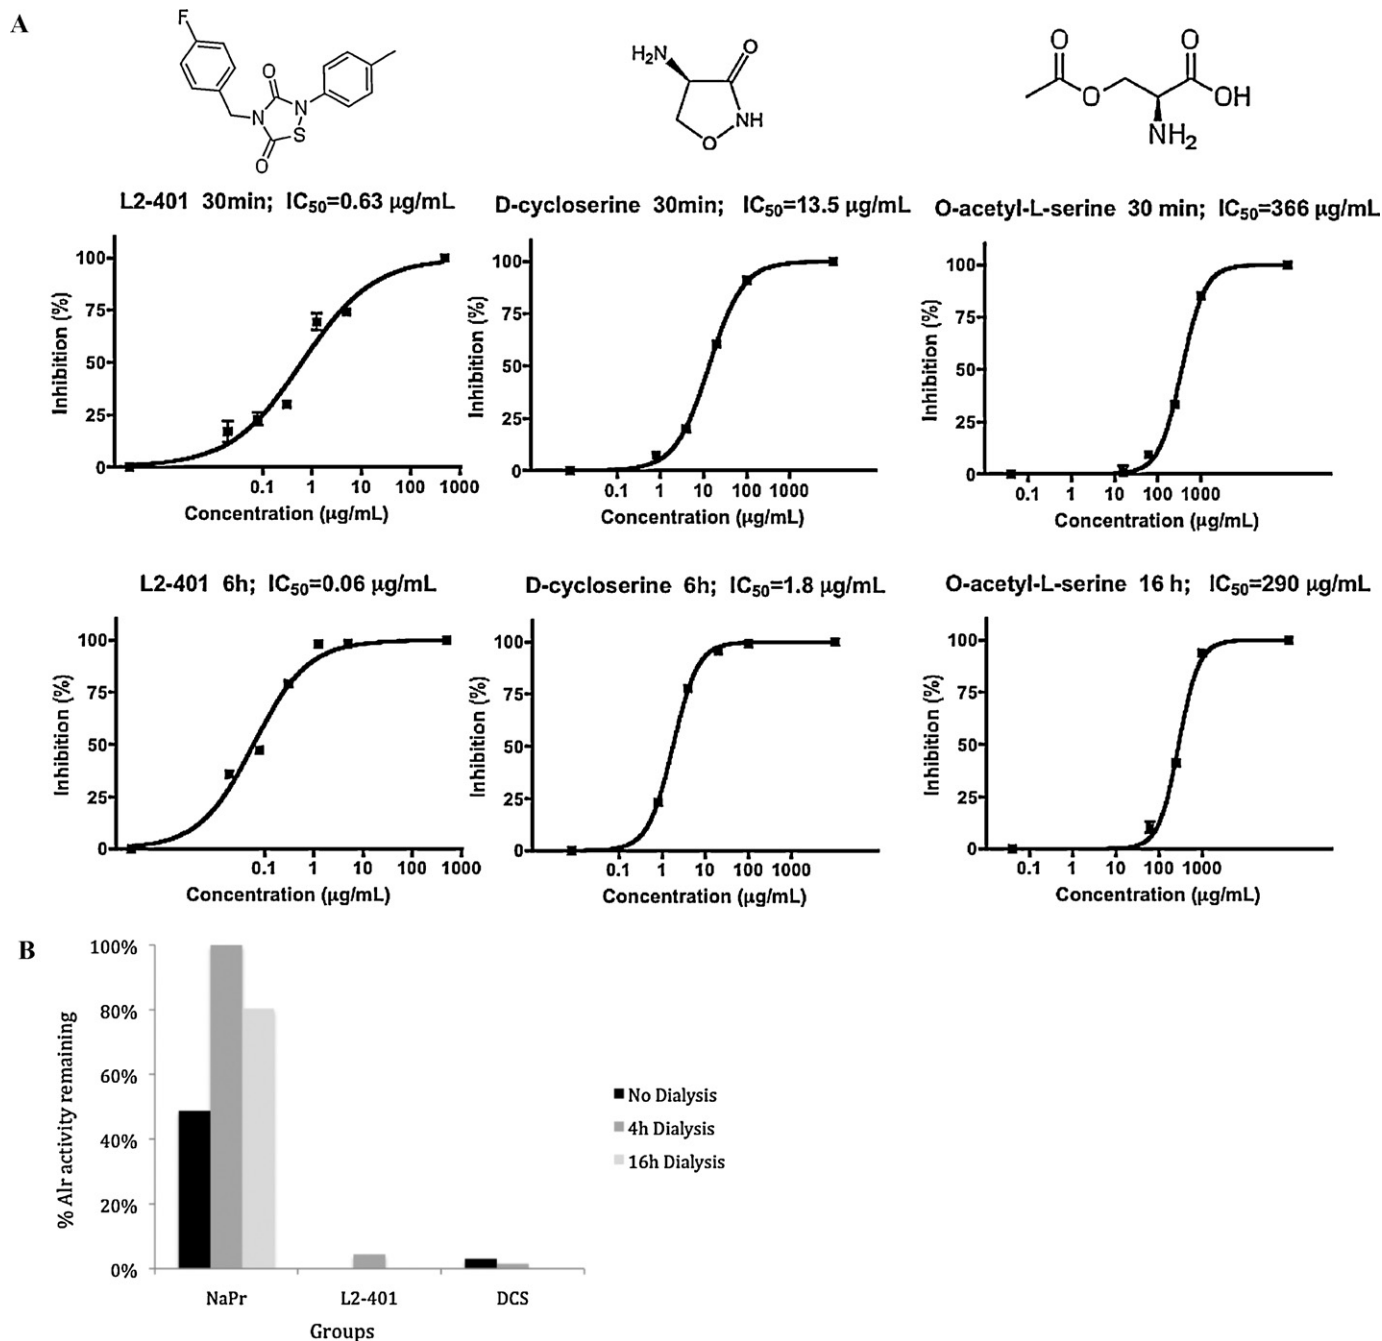 A
F
O
N
N
S
O
H₂N
O
NH
O
O
O
O
OH
NH₂
L2-401 30min; IC₅₀=0.63 µg/mL
D-cycloserine 30min; IC₅₀=13.5 µg/mL
O-acetyl-L-serine 30 min; IC₅₀=366 µg/mL
Inhibition (%)
100
75
50
25
0
0.1 1 10 100 1000
Concentration (µg/mL)
Inhibition (%)
100
75
50
25
0
0.1 1 10 100 1000
Concentration (µg/mL)
Inhibition (%)
100
75
50
25
0
0.1 1 10 100 1000
Concentration (µg/mL)
L2-401 6h; IC₅₀=0.06 µg/mL
D-cycloserine 6h; IC₅₀=1.8 µg/mL
O-acetyl-L-serine 16 h; IC₅₀=290 µg/mL
Inhibition (%)
100
75
50
25
0
0.1 1 10 100 1000
Concentration (µg/mL)
Inhibition (%)
100
75
50
25
0
0.1 1 10 100 1000
Concentration (µg/mL)
Inhibition (%)
100
75
50
25
0
0.1 1 10 100 1000
Concentration (µg/mL)
B
% Alr activity remaining
100%
80%
60%
40%
20%
0%
NaPr L2-401 DCS
Groups
No Dialysis
4h Dialysis
16h Dialysis